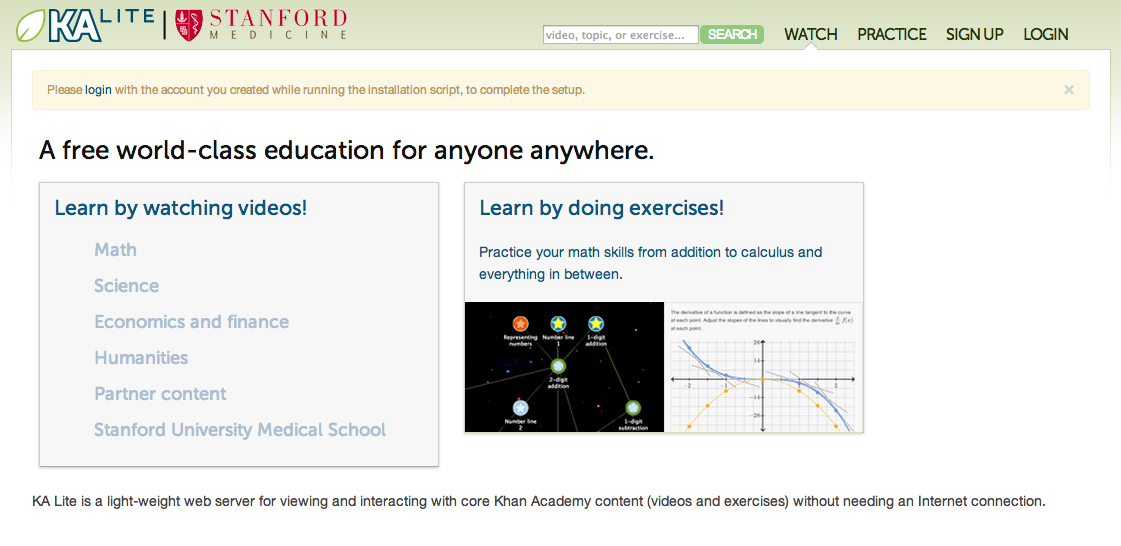 KA LITE | STANFORD
MEDICINE
video, topic, or exercise... SEARCH WATCH PRACTICE SIGN UP LOGIN
Please login with the account you created while running the installation script, to complete the setup. ×
A free world-class education for anyone anywhere.
Learn by watching videos!
Math
Science
Economics and finance
Humanities
Partner content
Stanford University Medical School
Learn by doing exercises!
Practice your math skills from addition to calculus and
everything in between.
Representing
numbers
Number line
1
1-digit
addition
2-digit
addition
Number line
2
1-digit
subtraction
The derivative of a function is defined as the slope of a line tangent to the curve
at each point. Adjust the slopes of the lines to visually find the derivative d/dx f(x)
at each point.
28
14
-2 -1 1 2
-14
-28
KA Lite is a light-weight web server for viewing and interacting with core Khan Academy content (videos and exercises) without needing an Internet connection.